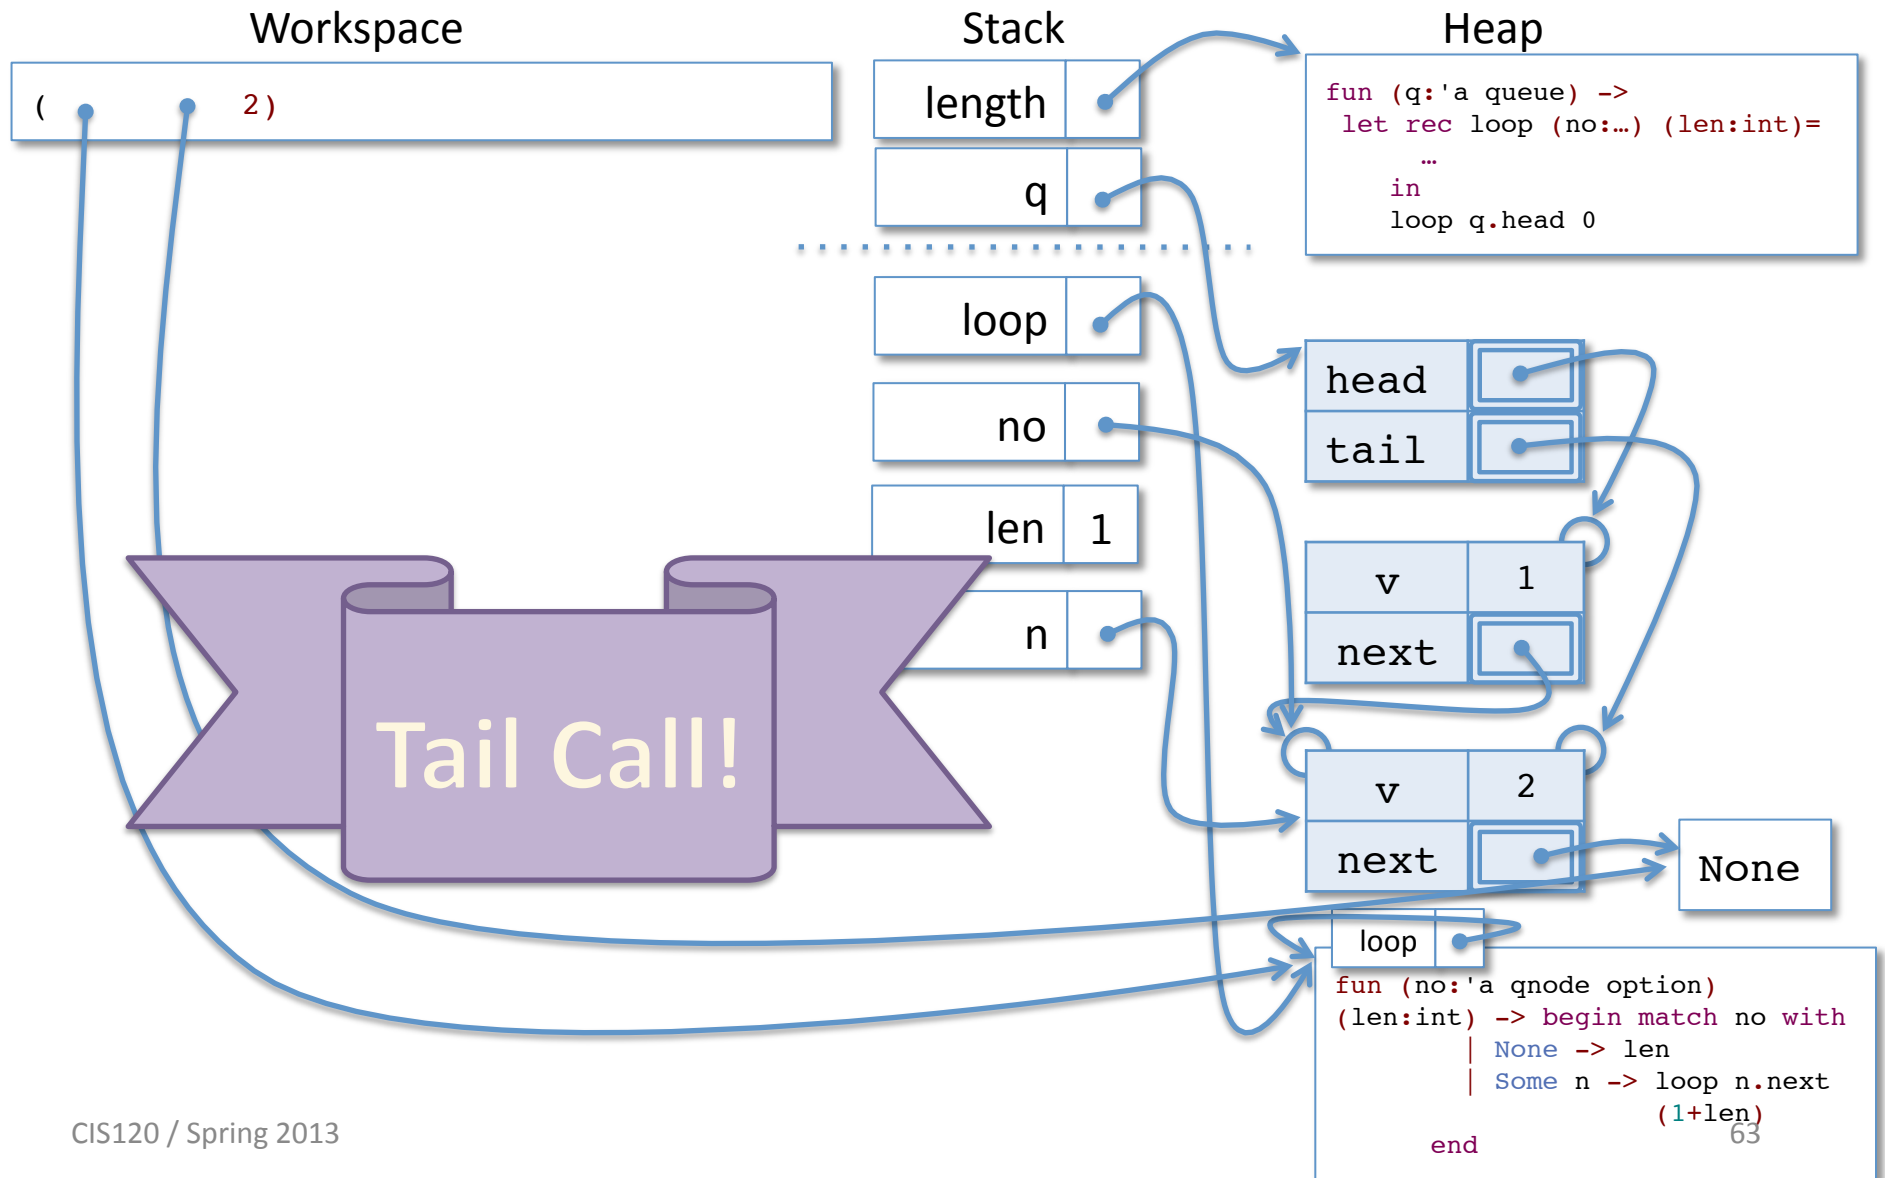 Workspace
Stack
Heap
( 2)
length
q
loop
no
len 1
n
Tail Call!
fun (q:'a queue) ->
let rec loop (no:…) (len:int)=
…
in
loop q.head 0
head
tail
v 1
next
v 2
next
None
loop
fun (no:'a qnode option)
(len:int) -> begin match no with
| None -> len
| Some n -> loop n.next
(1+len)
end
CIS120 / Spring 2013
63